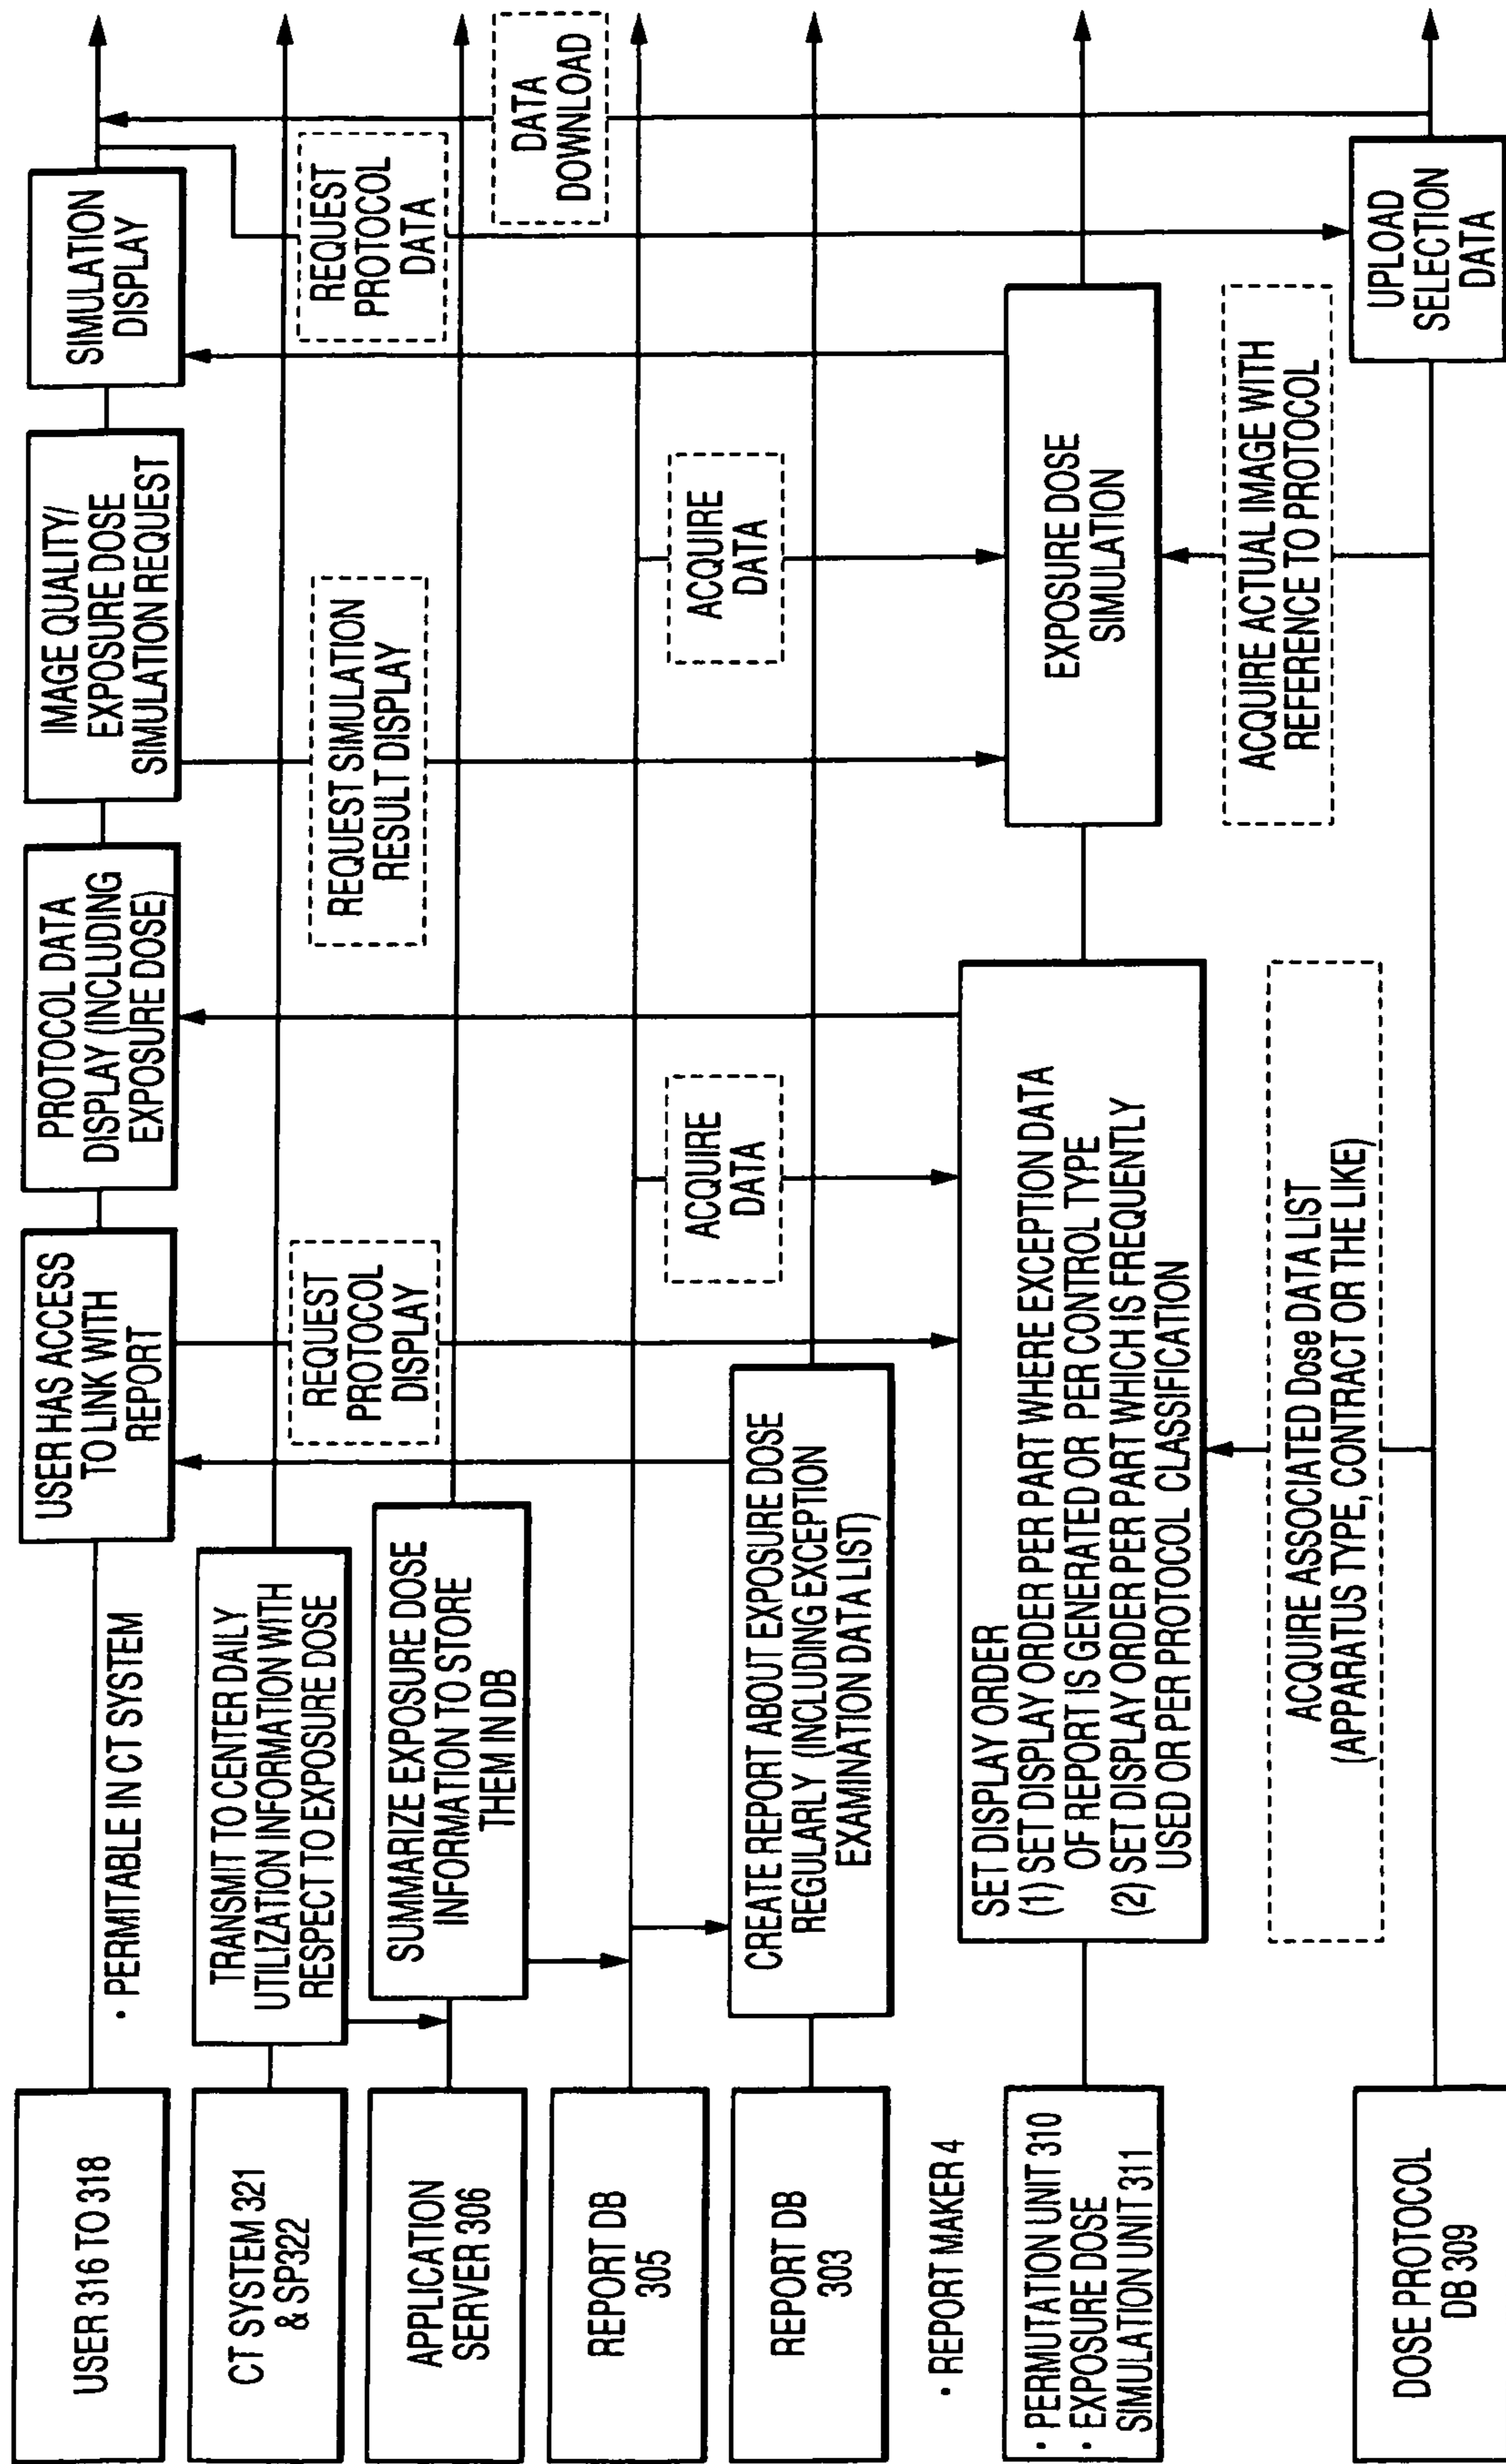 USER 316 TO 318
• PERMITABLE IN CT SYSTEM
USER HAS ACCESS
TO LINK WITH
REPORT
PROTOCOL DATA
DISPLAY (INCLUDING
EXPOSURE DOSE)
IMAGE QUALITY/
EXPOSURE DOSE
SIMULATION REQUEST
SIMULATION
DISPLAY
CT SYSTEM 321
& SP322
TRANSMIT TO CENTER DAILY
UTILIZATION INFORMATION WITH
RESPECT TO EXPOSURE DOSE
REQUEST
PROTOCOL
DISPLAY
REQUEST SIMULATION
RESULT DISPLAY
REQUEST
PROTOCOL
DATA
APPLICATION
SERVER 306
SUMMARIZE EXPOSURE DOSE
INFORMATION TO STORE
THEM IN DB
DATA
DOWNLOAD
REPORT DB
305
ACQUIRE
DATA
ACQUIRE
DATA
REPORT DB
303
CREATE REPORT ABOUT EXPOSURE DOSE
REGULARLY (INCLUDING EXCEPTION
EXAMINATION DATA LIST)
• REPORT MAKER 4
• PERMUTATION UNIT 310
• EXPOSURE DOSE
SIMULATION UNIT 311
SET DISPLAY ORDER
(1) SET DISPLAY ORDER PER PART WHERE EXCEPTION DATA
OF REPORT IS GENERATED OR PER CONTROL TYPE
(2) SET DISPLAY ORDER PER PART WHICH IS FREQUENTLY
USED OR PER PROTOCOL CLASSIFICATION
EXPOSURE DOSE
SIMULATION
ACQUIRE ASSOCIATED Dose DATA LIST
(APPARATUS TYPE, CONTRACT OR THE LIKE)
ACQUIRE ACTUAL IMAGE WITH
REFERENCE TO PROTOCOL
DOSE PROTOCOL
DB 309
UPLOAD
SELECTION
DATA